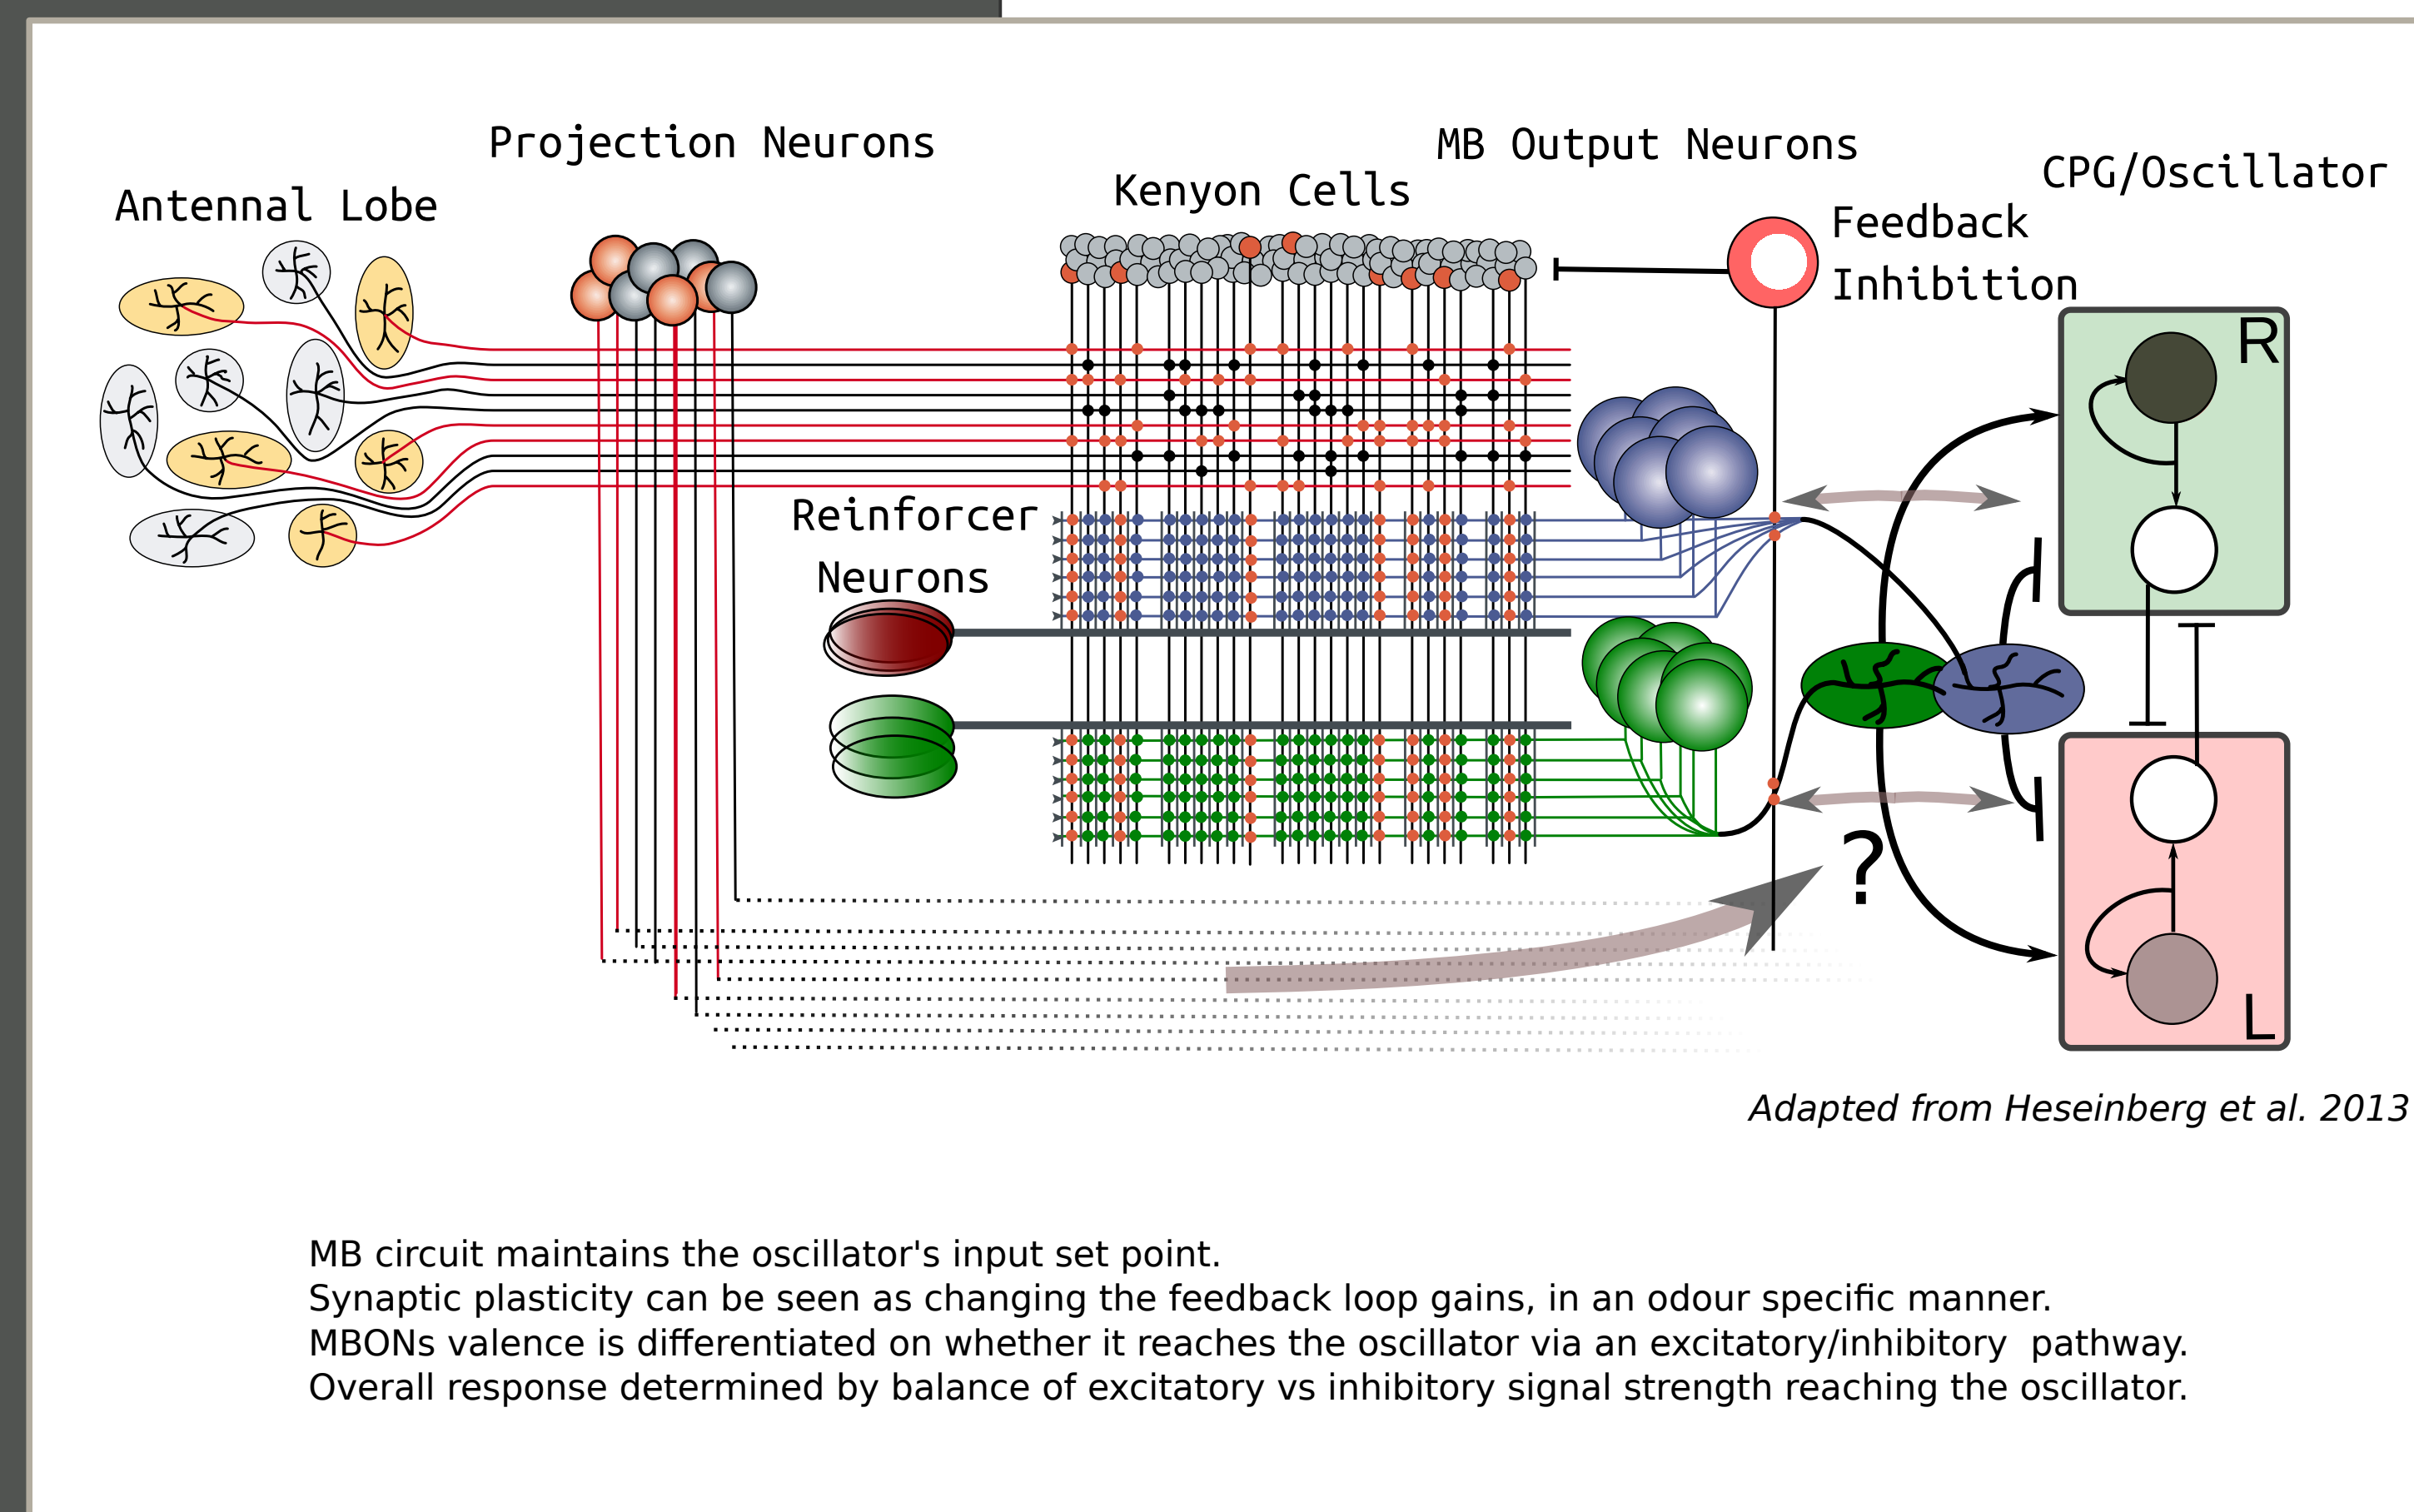 Projection Neurons
MB Output Neurons
CPG/Oscillator
Antennal Lobe
Kenyon Cells
Feedback
Inhibition
R
Reinforcer
Neurons
?
L
Adapted from Heseinberg et al. 2013
MB circuit maintains the oscillator's input set point.
Synaptic plasticity can be seen as changing the feedback loop gains, in an odour specific manner.
MBONs valence is differentiated on whether it reaches the oscillator via an excitatory/inhibitory  pathway.
Overall response determined by balance of excitatory vs inhibitory signal strength reaching the oscillator.